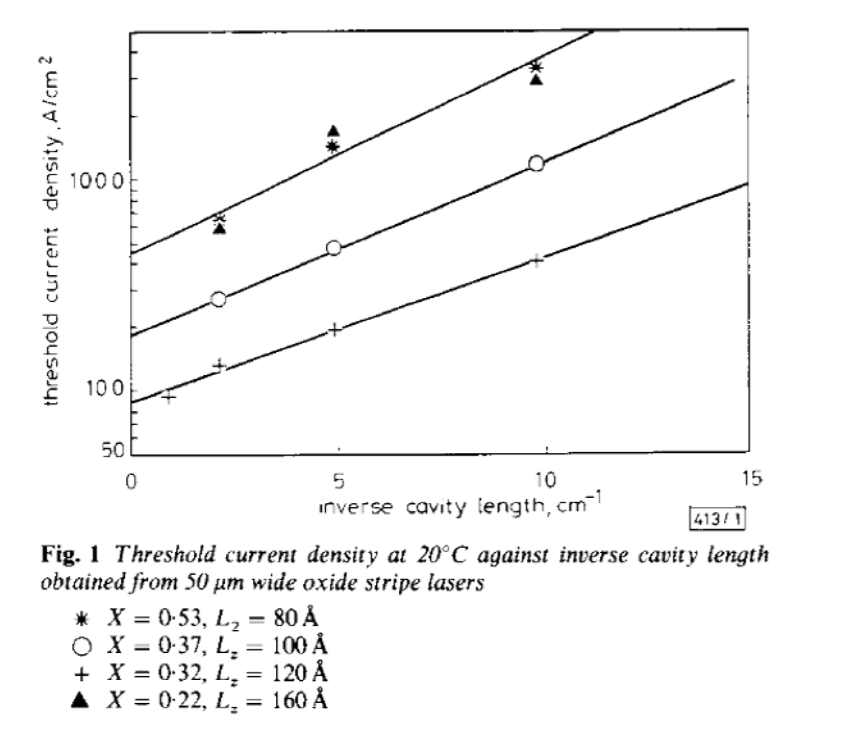 threshold current density, A/cm²
1000
100
50
0
5
10
15
inverse cavity length, cm⁻¹
413/1
Fig. 1 Threshold current density at 20°C against inverse cavity length
obtained from 50 μm wide oxide stripe lasers
✱ X = 0·53, L₂ = 80 Å
○ X = 0·37, L_z = 100 Å
+ X = 0·32, L_z = 120 Å
▲ X = 0·22, L_z = 160 Å